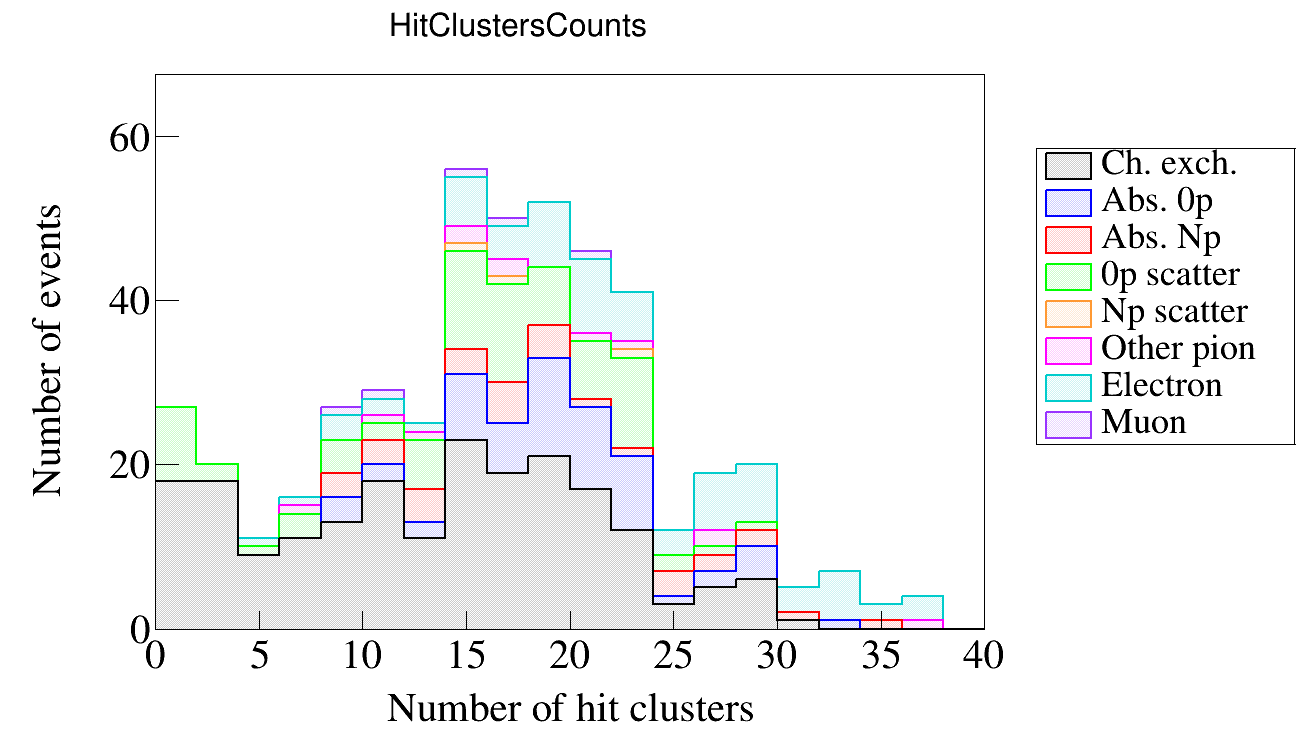 HitClustersCounts
Number of events
60
40
20
0
0 5 10 15 20 25 30 35 40
Number of hit clusters
Ch. exch.
Abs. 0p
Abs. Np
0p scatter
Np scatter
Other pion
Electron
Muon